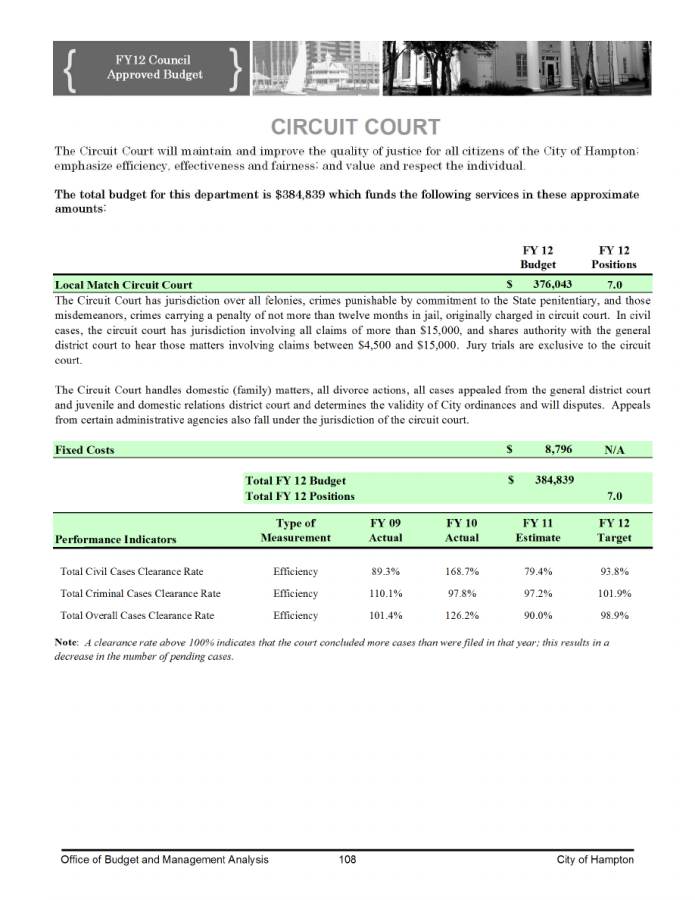 FY12 Council
Approved Budget
CIRCUIT COURT
The Circuit Court will maintain and improve the quality of justice for all citizens of the City of Hampton;
emphasize efficiency, effectiveness and fairness; and value and respect the individual.
The total budget for this department is $384,839 which funds the following services in these approximate
amounts:
FY 12 FY 12
Budget Positions
Local Match Circuit Court $ 376,043 7.0
The Circuit Court has jurisdiction over all felonies, crimes punishable by commitment to the State penitentiary, and those
misdemeanors, crimes carrying a penalty of not more than twelve months in jail, originally charged in circuit court. In civil
cases, the circuit court has jurisdiction involving all claims of more than $15,000, and shares authority with the general
district court to hear those matters involving claims between $4,500 and $15,000. Jury trials are exclusive to the circuit
court.
The Circuit Court handles domestic (family) matters, all divorce actions, all cases appealed from the general district court
and juvenile and domestic relations district court and determines the validity of City ordinances and will disputes. Appeals
from certain administrative agencies also fall under the jurisdiction of the circuit court.
Fixed Costs $ 8,796 N/A
Total FY 12 Budget $ 384,839
Total FY 12 Positions 7.0
Type of FY 09 FY 10 FY 11 FY 12
Performance Indicators Measurement Actual Actual Estimate Target
Total Civil Cases Clearance Rate Efficiency 89.3% 168.7% 79.4% 93.8%
Total Criminal Cases Clearance Rate Efficiency 110.1% 97.8% 97.2% 101.9%
Total Overall Cases Clearance Rate Efficiency 101.4% 126.2% 90.0% 98.9%
Note: A clearance rate above 100% indicates that the court concluded more cases than were filed in that year; this results in a
decrease in the number of pending cases.
Office of Budget and Management Analysis 108 City of Hampton